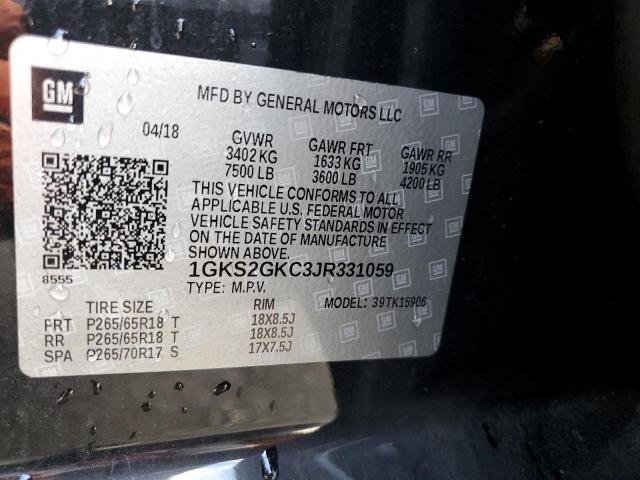 GM
MFD BY GENERAL MOTORS LLC
04/18
GVWR GAWR FRT GAWR RR
3402 KG 1633 KG 1905 KG
7500 LB 3600 LB 4200 LB
THIS VEHICLE CONFORMS TO ALL
APPLICABLE U.S. FEDERAL MOTOR
VEHICLE SAFETY STANDARDS IN EFFECT
ON THE DATE OF MANUFACTURE
SHOWN ABOVE.
8555
1GKS2GKC3JR331059
TYPE: M.P.V. MODEL: 39TK15906
TIRE SIZE RIM
FRT P265/65R18 T 18X8.5J
RR P265/65R18 T 18X8.5J
SPA P265/70R17 S 17X7.5J